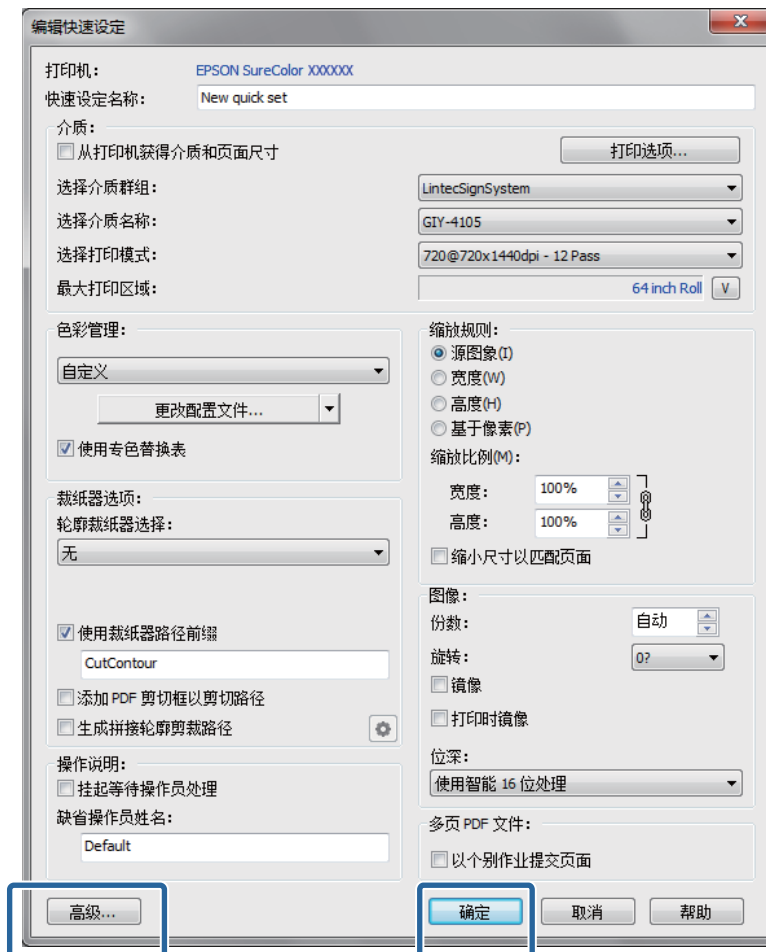 编辑快速设定
打印机： EPSON SureColor XXXXXX
快速设定名称： New quick set
介质：
从打印机获得介质和页面尺寸
打印选项...
选择介质群组： LintecSignSystem
选择介质名称： GIY-4105
选择打印模式： 720@720x1440dpi - 12 Pass
最大打印区域： 64 inch Roll V
色彩管理：
自定义
更改配置文件...
使用专色替换表
裁纸器选项：
轮廓裁纸器选择：
无
使用裁纸器路径前缀
CutContour
添加 PDF 剪切框以剪切路径
生成拼接轮廓剪裁路径
操作说明：
挂起等待操作员处理
缺省操作员姓名：
Default
缩放规则：
源图象(I)
宽度(W)
高度(H)
基于像素(P)
缩放比例(M)：
宽度： 100%
高度： 100%
缩小尺寸以匹配页面
图像：
份数： 自动
旋转： 0?
镜像
打印时镜像
位深：
使用智能 16 位处理
多页 PDF 文件：
以个别作业提交页面
高级...
确定
取消
帮助